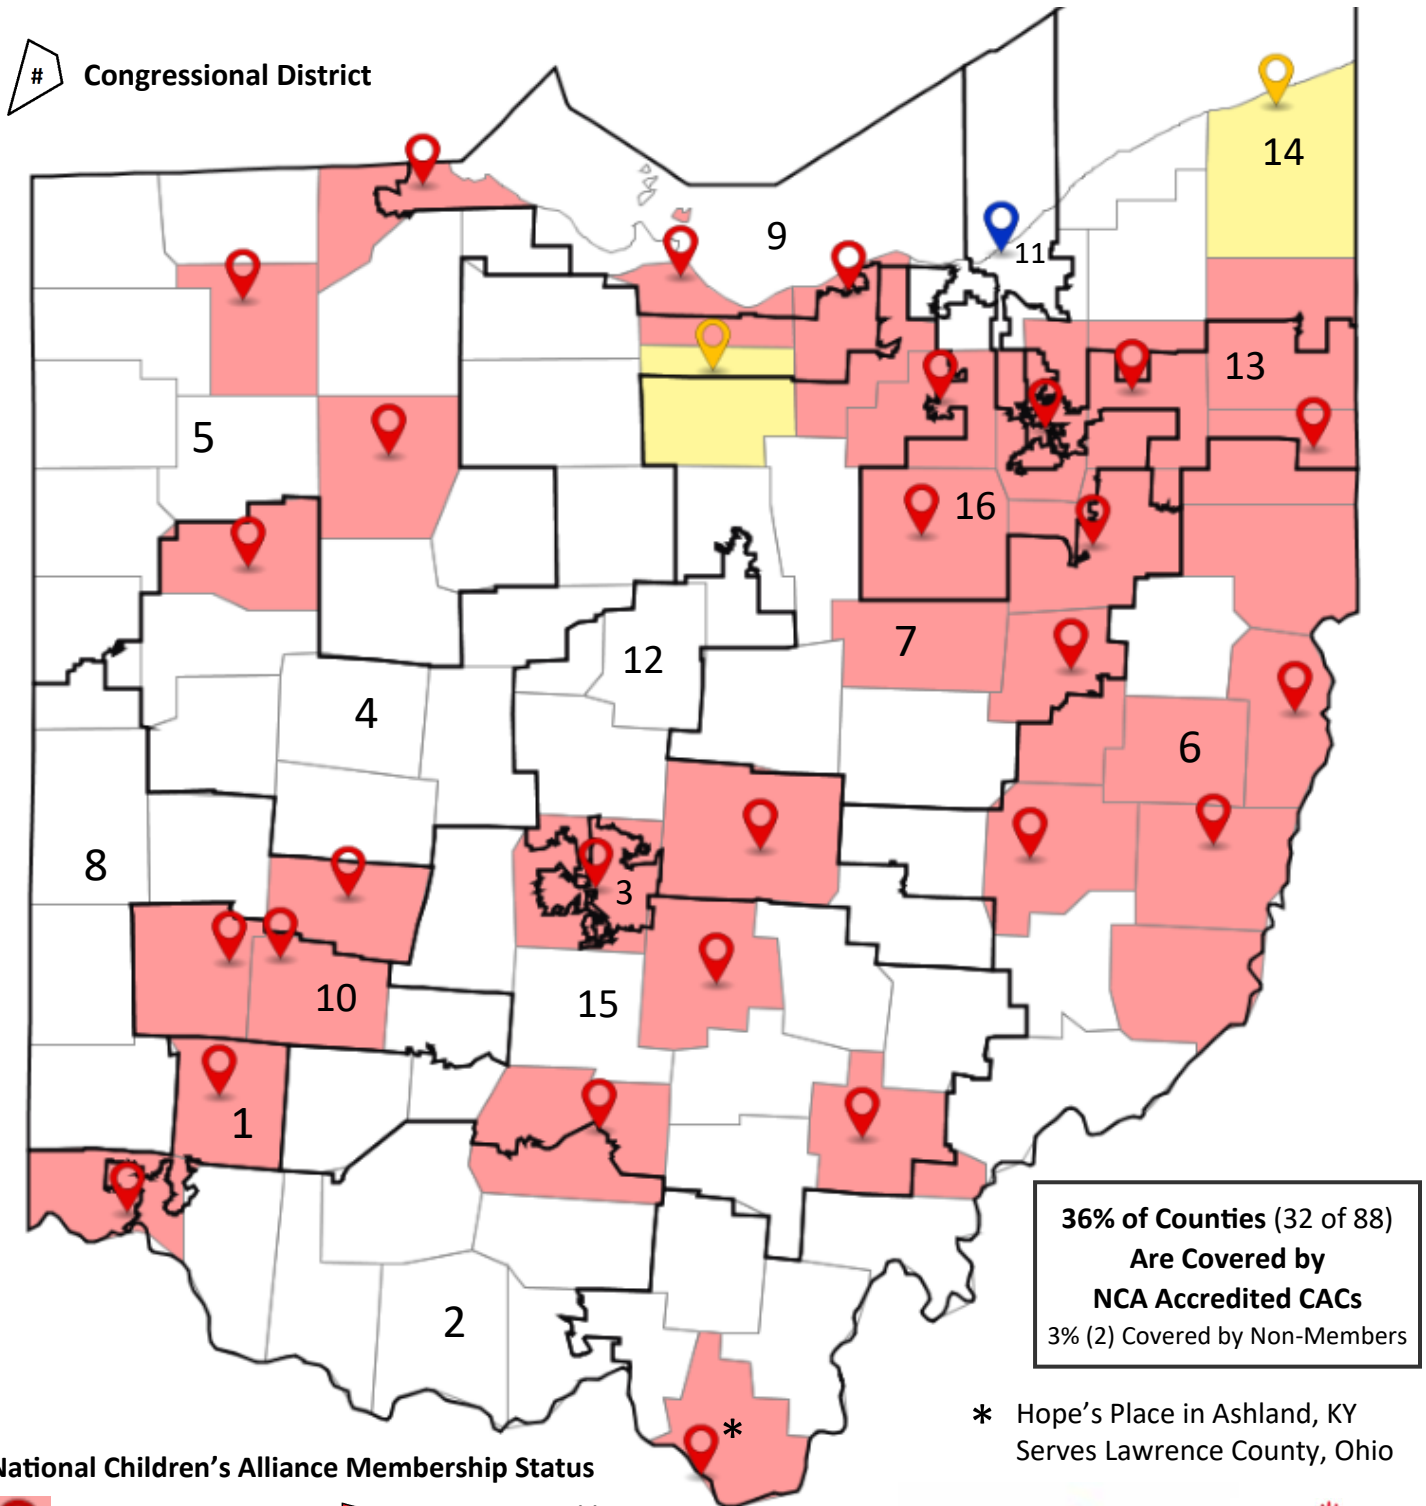 # Congressional District
14
9
11
13
5
16
7
12
4
6
8
3
10
15
1
2
36% of Counties (32 of 88)
Are Covered by
NCA Accredited CACs
3% (2) Covered by Non-Members
*
* Hope's Place in Ashland, KY
Serves Lawrence County, Ohio
National Children's Alliance Membership Status